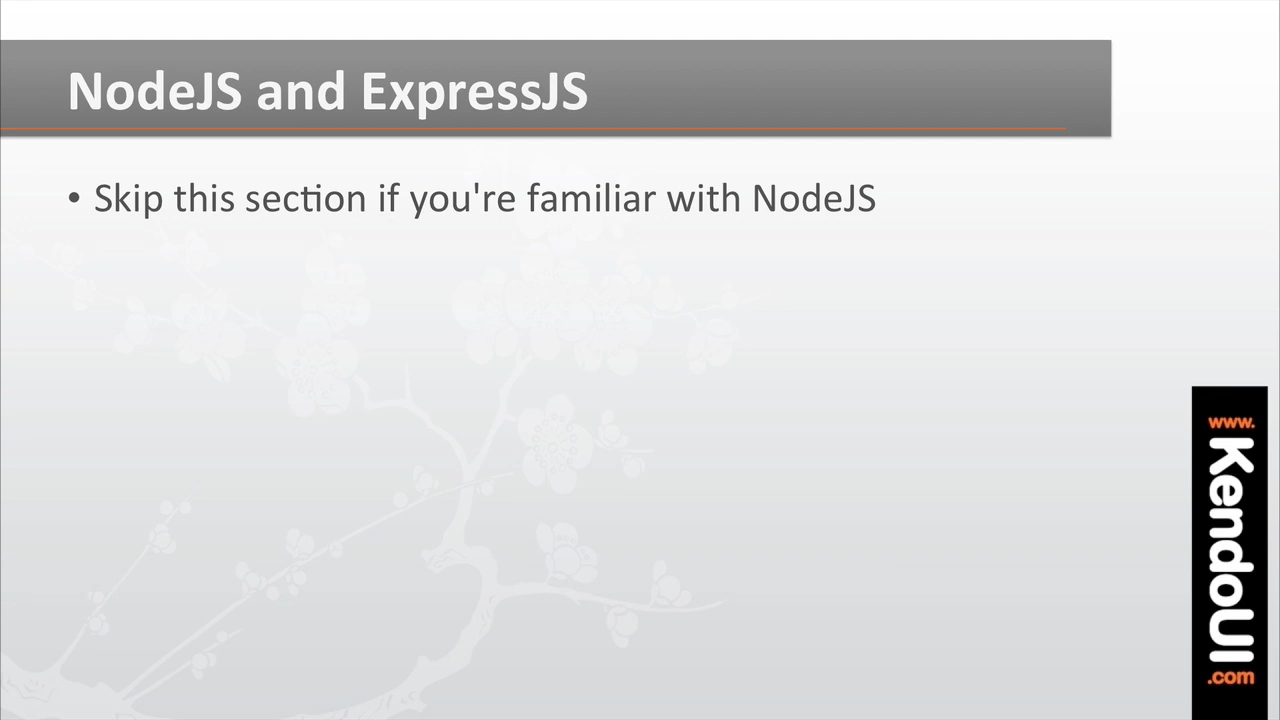 NodeJS and ExpressJS
• Skip this section if you're familiar with NodeJS
www.
KendoUI
.com